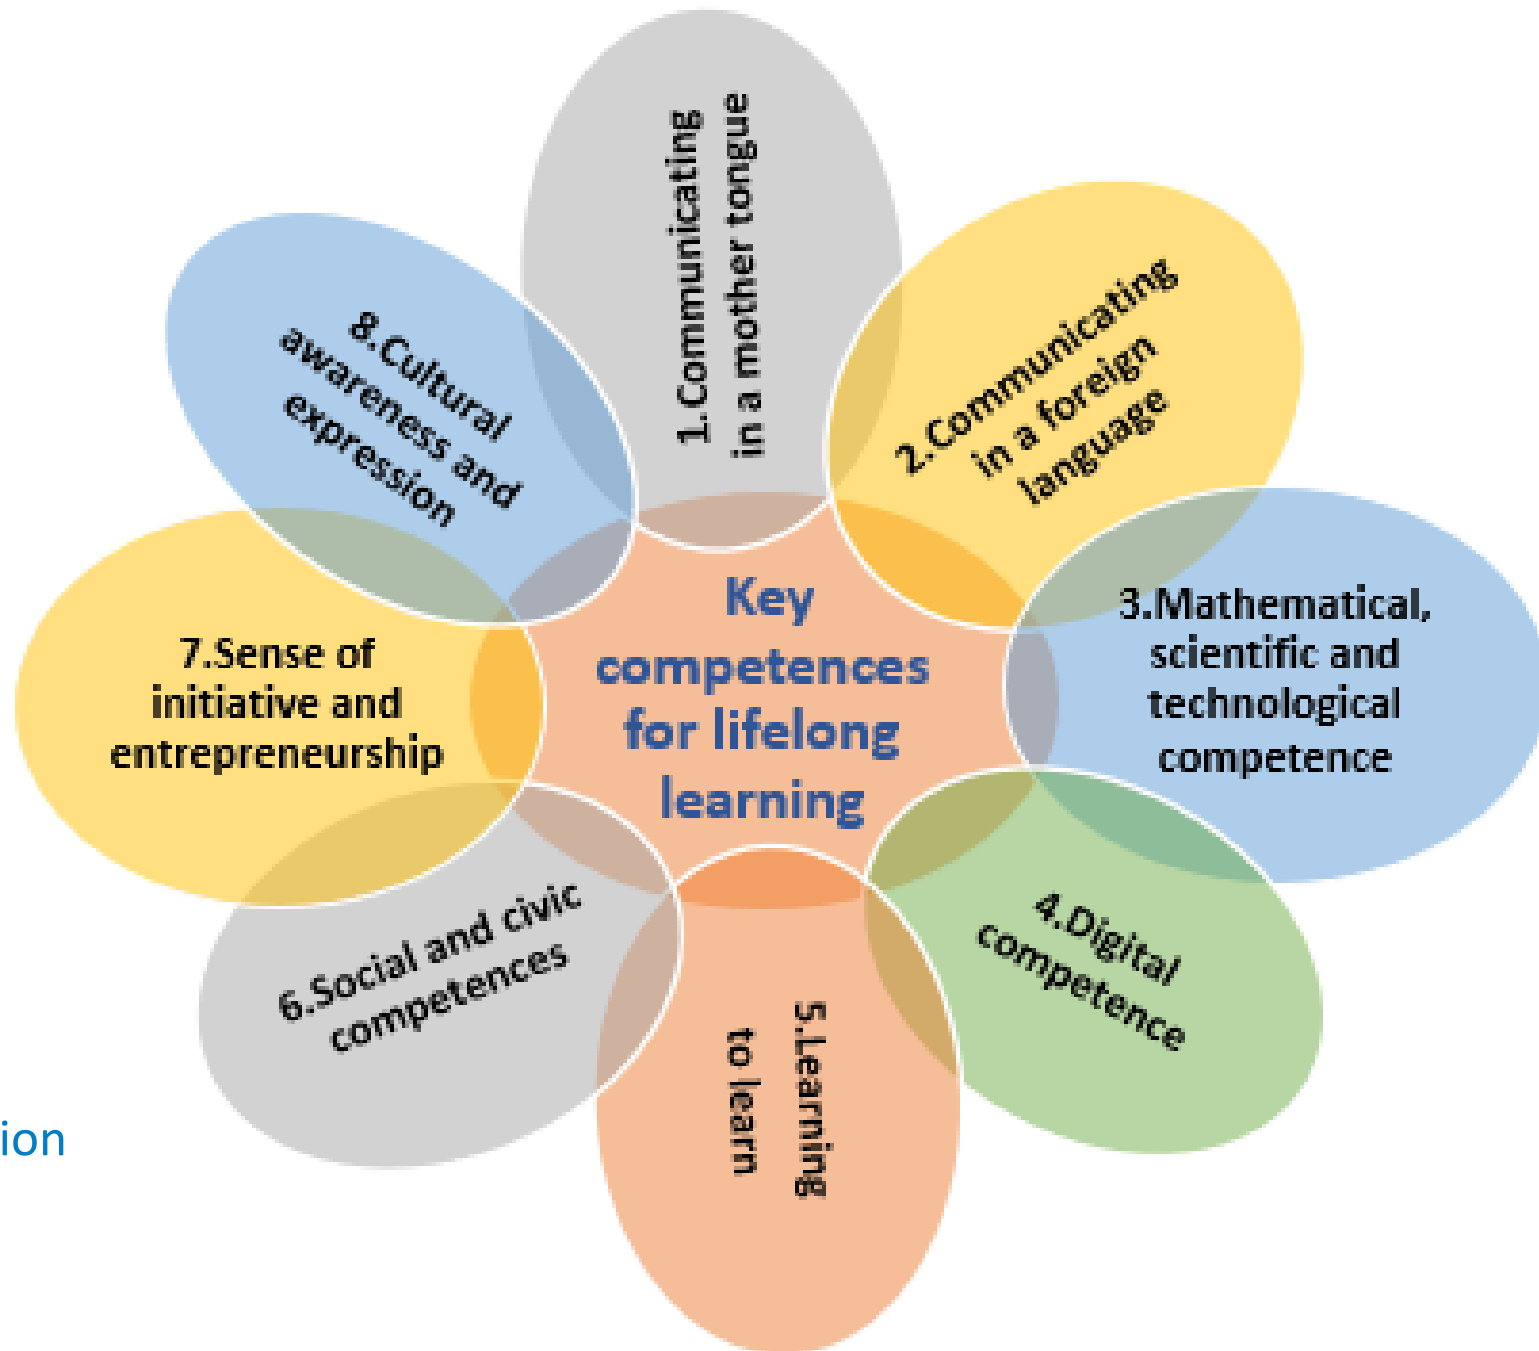 1.Communicating
in a mother tongue
2.Communicating
in a foreign
language
3.Mathematical,
scientific and
technological
competence
4.Digital
competence
5.Learning
to learn
6.Social and civic
competences
7.Sense of
initiative and
entrepreneurship
8.Cultural
awareness and
expression
Key
competences
for lifelong
learning
ion